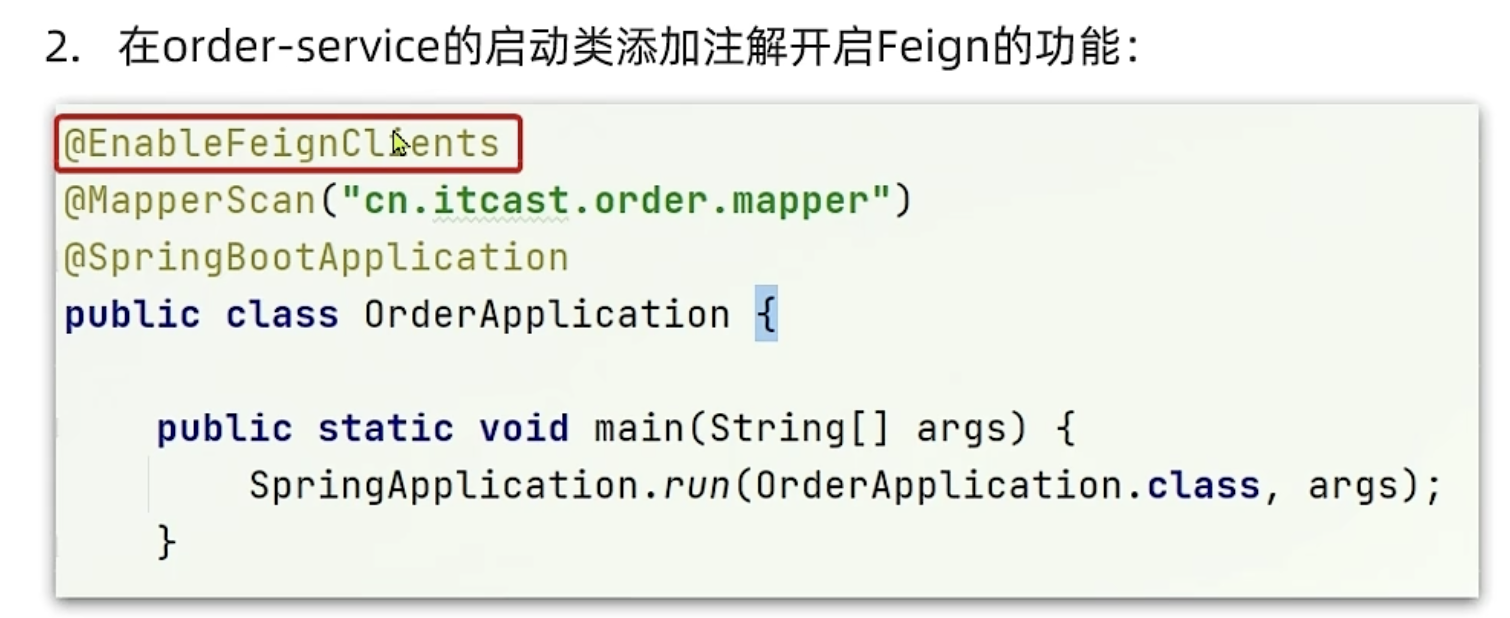 2. 在order-service的启动类添加注解开启Feign的功能：
@EnableFeignClients
@MapperScan("cn.itcast.order.mapper")
@SpringBootApplication
public class OrderApplication {
public static void main(String[] args) {
SpringApplication.run(OrderApplication.class, args);
}